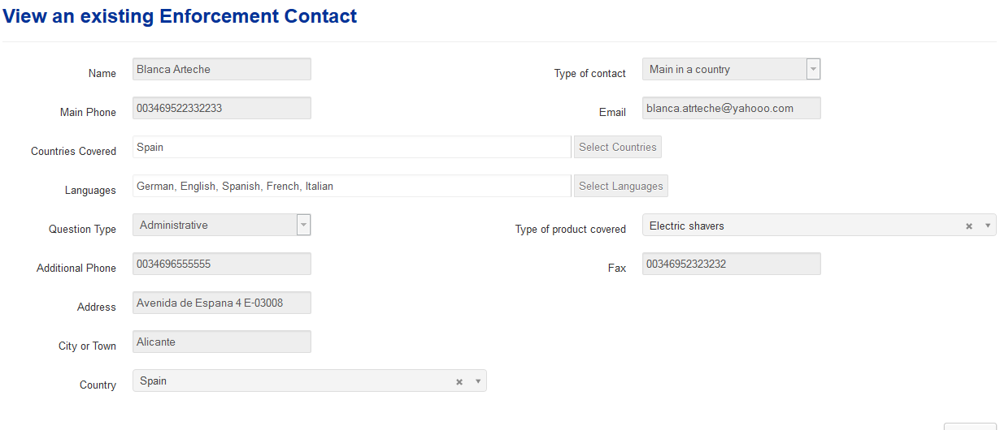 View an existing Enforcement Contact
Name Blanca Arteche Type of contact Main in a country
Main Phone 003469522332233 Email blanca.atrteche@yahooo.com
Countries Covered Spain Select Countries
Languages German, English, Spanish, French, Italian Select Languages
Question Type Administrative Type of product covered Electric shavers
Additional Phone 0034696555555 Fax 00346952323232
Address Avenida de Espana 4 E-03008
City or Town Alicante
Country Spain